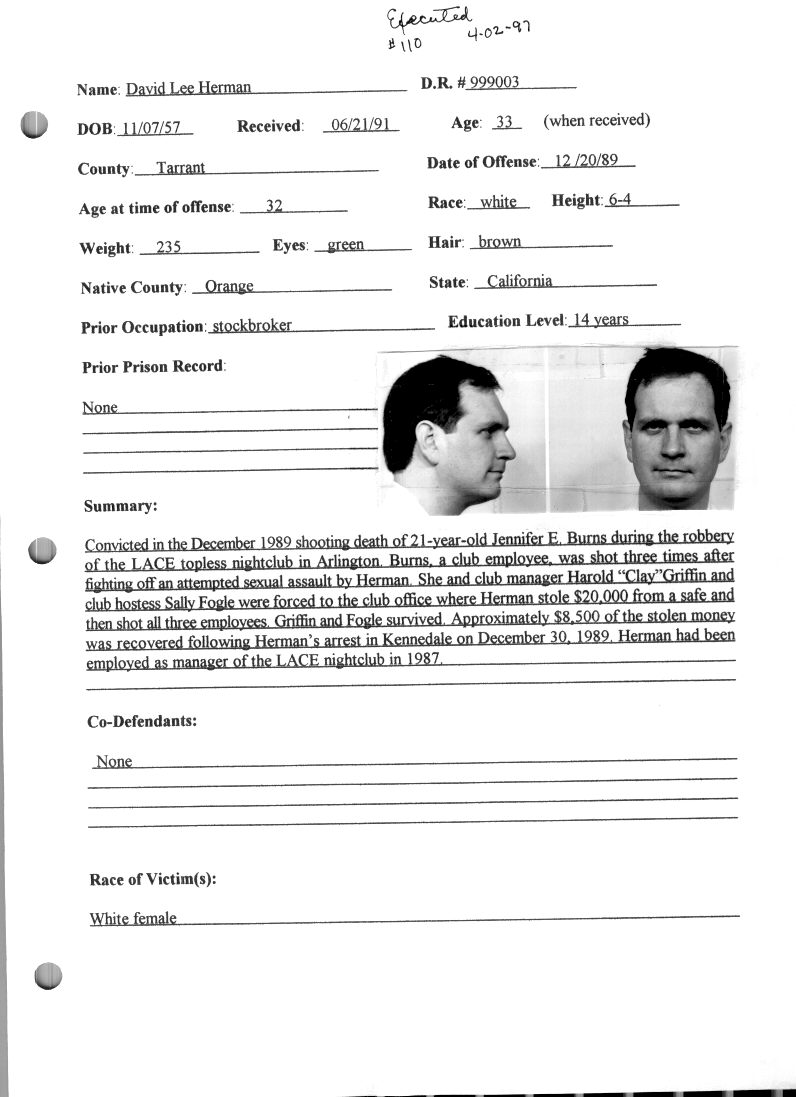 Executed
#110 4-02-97
Name: David Lee Herman D.R. # 999003
DOB: 11/07/57 Received: 06/21/91 Age: 33 (when received)
County: Tarrant Date of Offense: 12 /20/89
Age at time of offense: 32 Race: white Height: 6-4
Weight: 235 Eyes: green Hair: brown
Native County: Orange State: California
Prior Occupation: stockbroker Education Level: 14 years
Prior Prison Record:
None
Summary:
Convicted in the December 1989 shooting death of 21-year-old Jennifer E. Burns during the robbery
of the LACE topless nightclub in Arlington. Burns, a club employee, was shot three times after
fighting off an attempted sexual assault by Herman. She and club manager Harold “Clay”Griffin and
club hostess Sally Fogle were forced to the club office where Herman stole $20,000 from a safe and
then shot all three employees. Griffin and Fogle survived. Approximately $8,500 of the stolen money
was recovered following Herman’s arrest in Kennedale on December 30, 1989. Herman had been
employed as manager of the LACE nightclub in 1987.
Co-Defendants:
None
Race of Victim(s):
White female